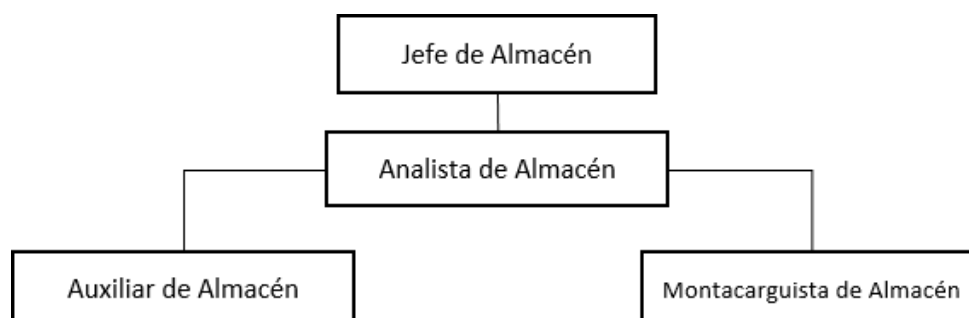 Jefe de Almacén
Analista de Almacén
Auxiliar de Almacén
Montacarguista de Almacén